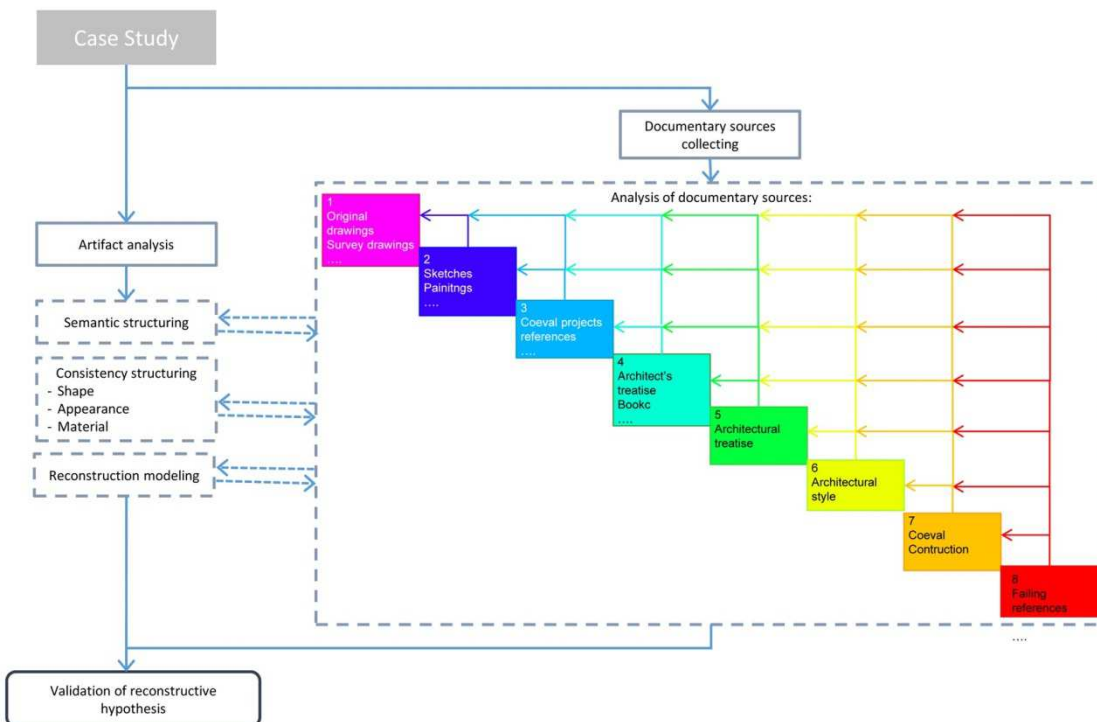 Case Study
Documentary sources
collecting
Analysis of documentary sources:
1
Original
drawings
Survey drawings
....
Artifact analysis
2
Sketches
Painitngs
....
Semantic structuring
3
Coeval projects
references
....
Consistency structuring
- Shape
- Appearance
- Material
4
Architect's
treatise
Bookc
....
5
Architectural
treatise
Reconstruction modeling
6
Architectural
style
7
Coeval
Contruction
8
Failing
references
....
Validation of reconstructive
hypothesis